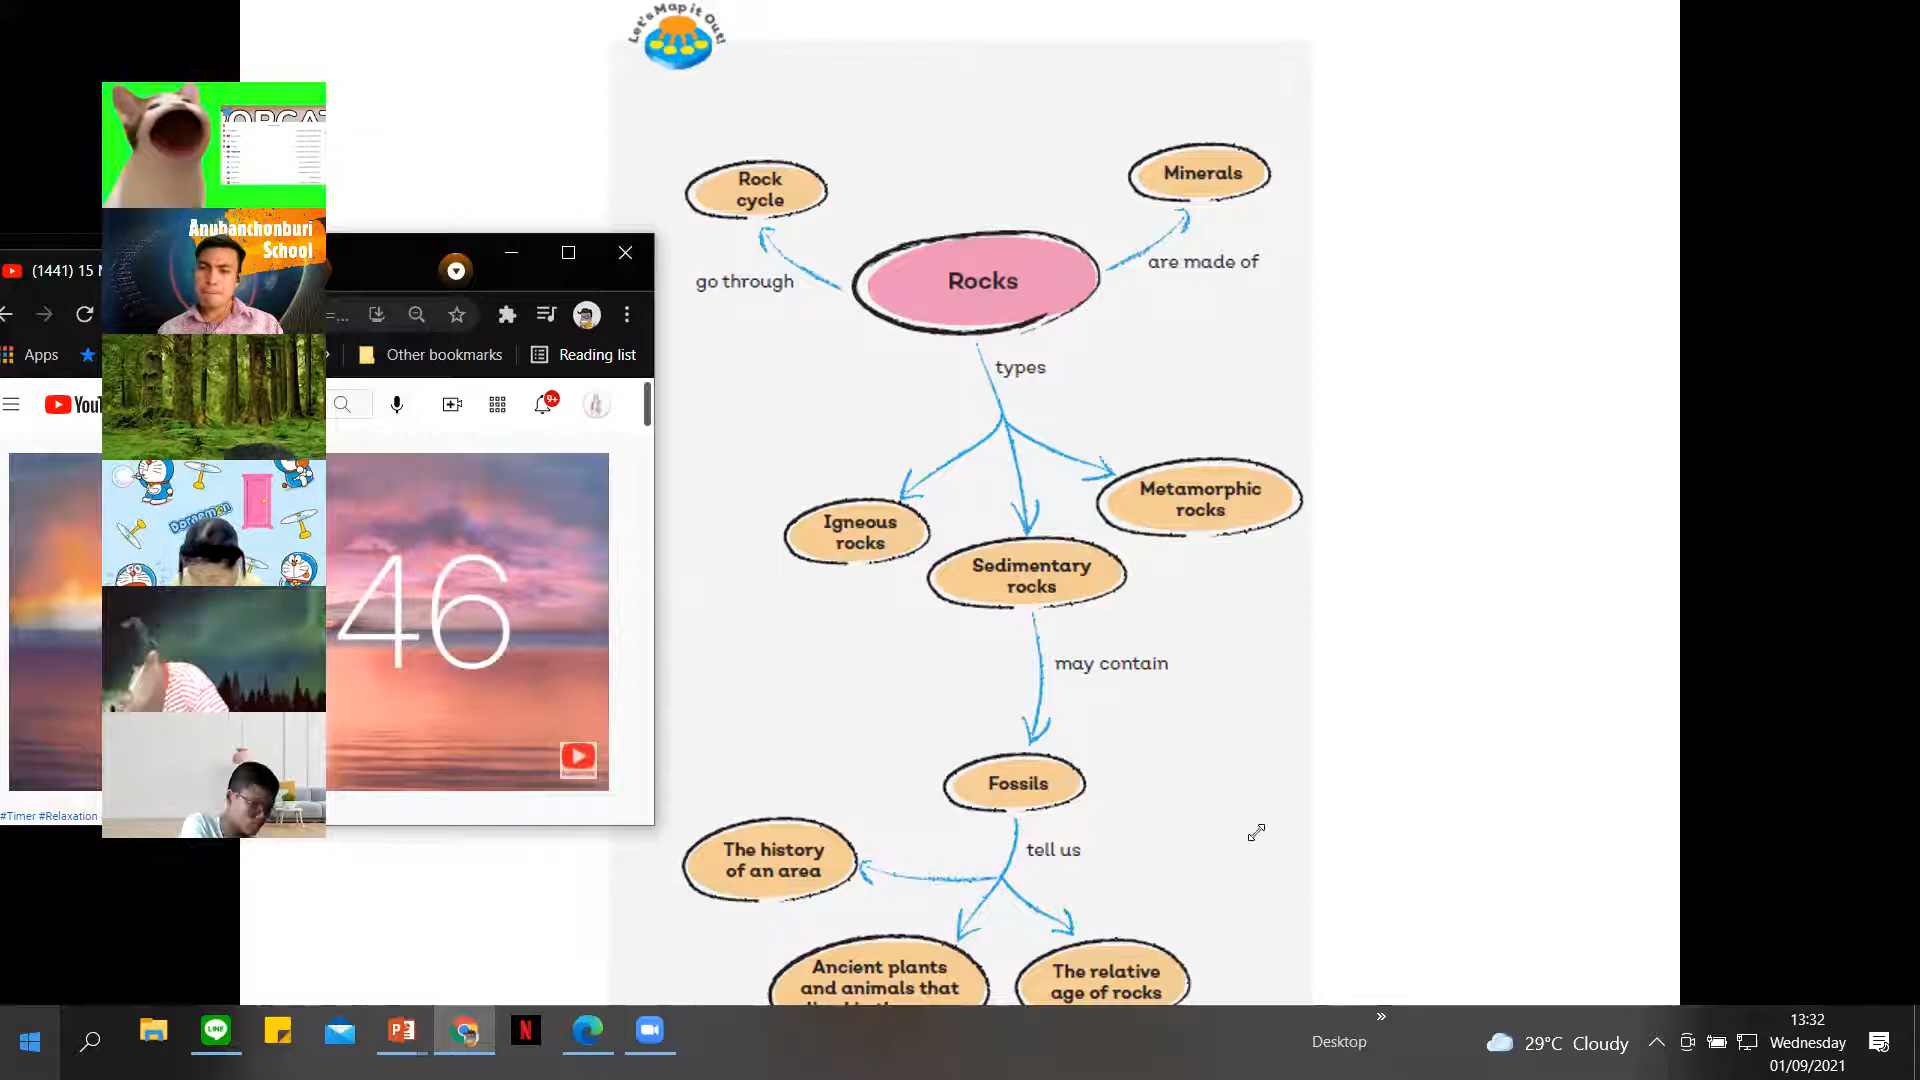 Let's Map it Out!
Rock
cycle
Minerals
go through
Rocks
are made of
types
Igneous
rocks
Sedimentary
rocks
Metamorphic
rocks
may contain
Fossils
tell us
The history
of an area
Ancient plants
and animals that
The relative
age of rocks
Anubanchonburi
School
Doraemon
(1441) 15
Apps
Other bookmarks
Reading list
9+
46
#Timer #Relaxation
Desktop
29°C Cloudy
13:32
Wednesday
01/09/2021